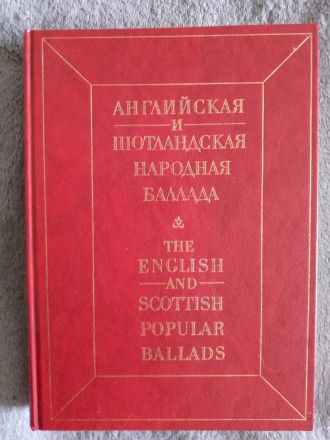 АНГЛИЙСКАЯ
И
ШОТЛАНДСКАЯ
НАРОДНАЯ
БАЛЛАДА
THE
ENGLISH
AND
SCOTTISH
POPULAR
BALLADS